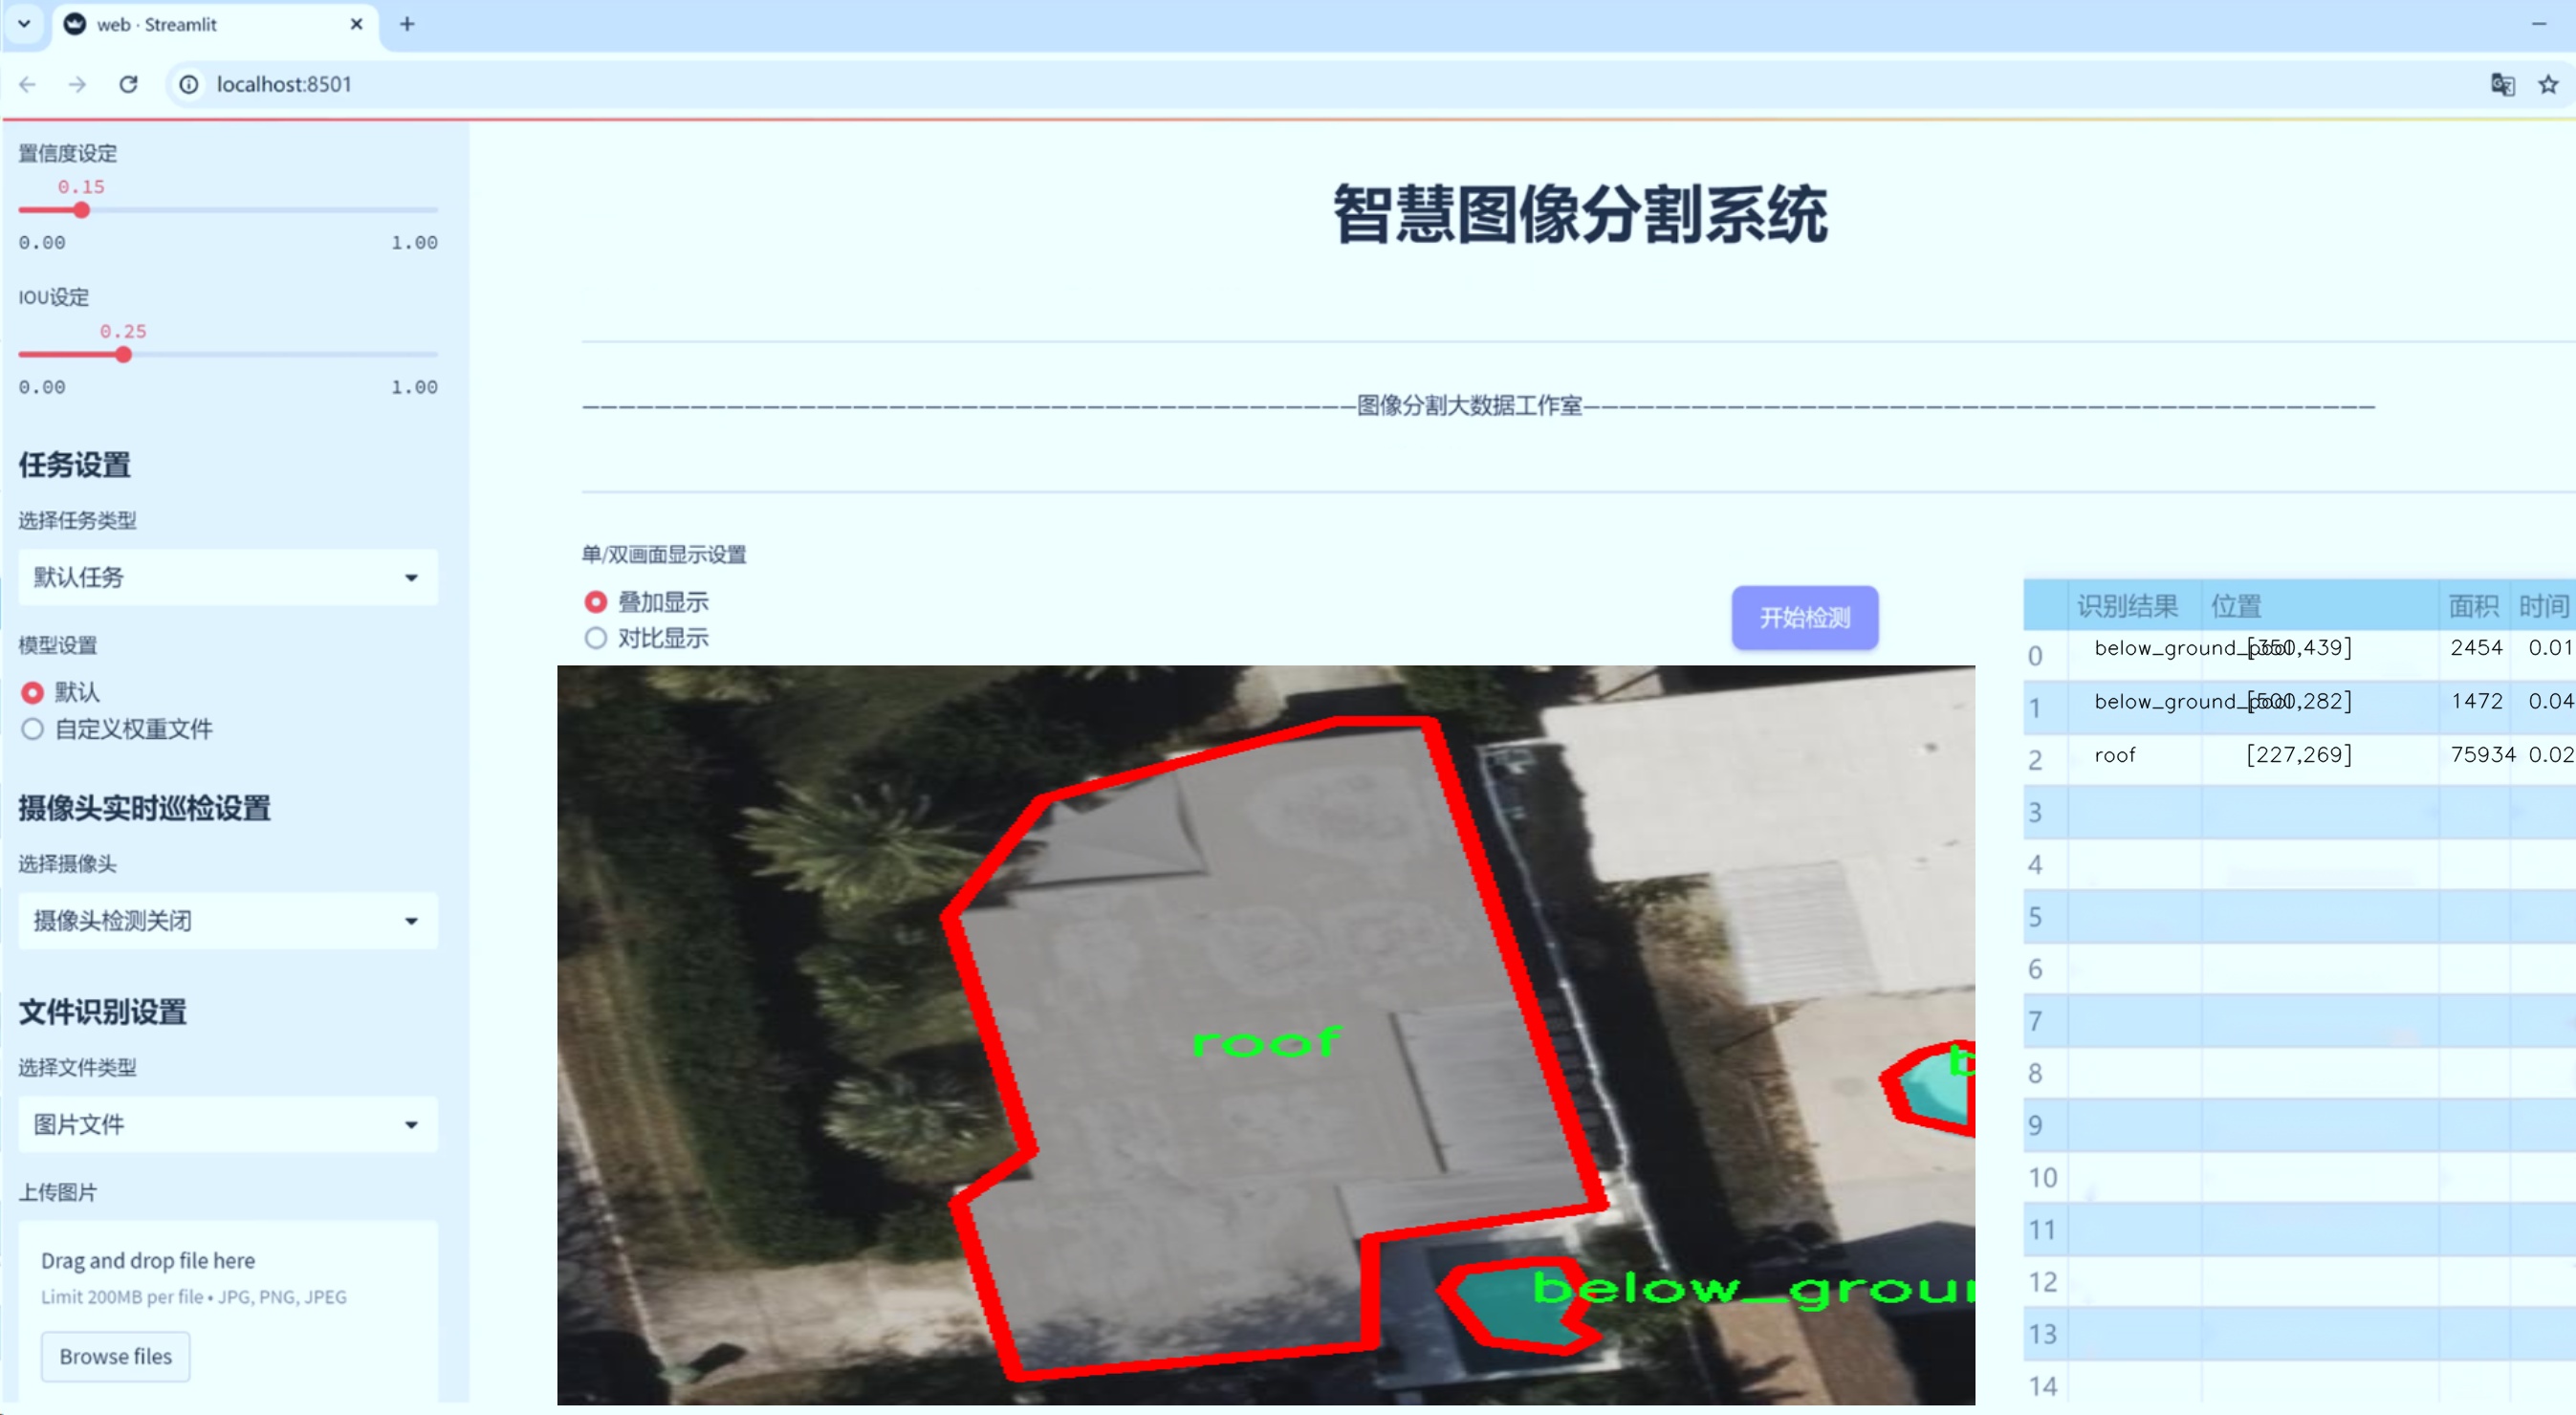 web · Streamlit
localhost:8501
置信度设定
0.15
0.00 1.00
IOU设定
0.25
0.00 1.00
任务设置
选择任务类型
默认任务
模型设置
默认
自定义权重文件
摄像头实时巡检设置
选择摄像头
摄像头检测关闭
文件识别设置
选择文件类型
图片文件
上传图片
Drag and drop file here
Limit 200MB per file • JPG, PNG, JPEG
Browse files
智慧图像分割系统
图像分割大数据工作室
单/双画面显示设置
叠加显示
对比显示
开始检测
roof
b
below_groun
识别结果 位置 面积 时间
0 below_ground_pool [350,439] 2454 0.01
1 below_ground_pool [500,282] 1472 0.04
2 roof [227,269] 75934 0.02
3
4
5
6
7
8
9
10
11
12
13
14